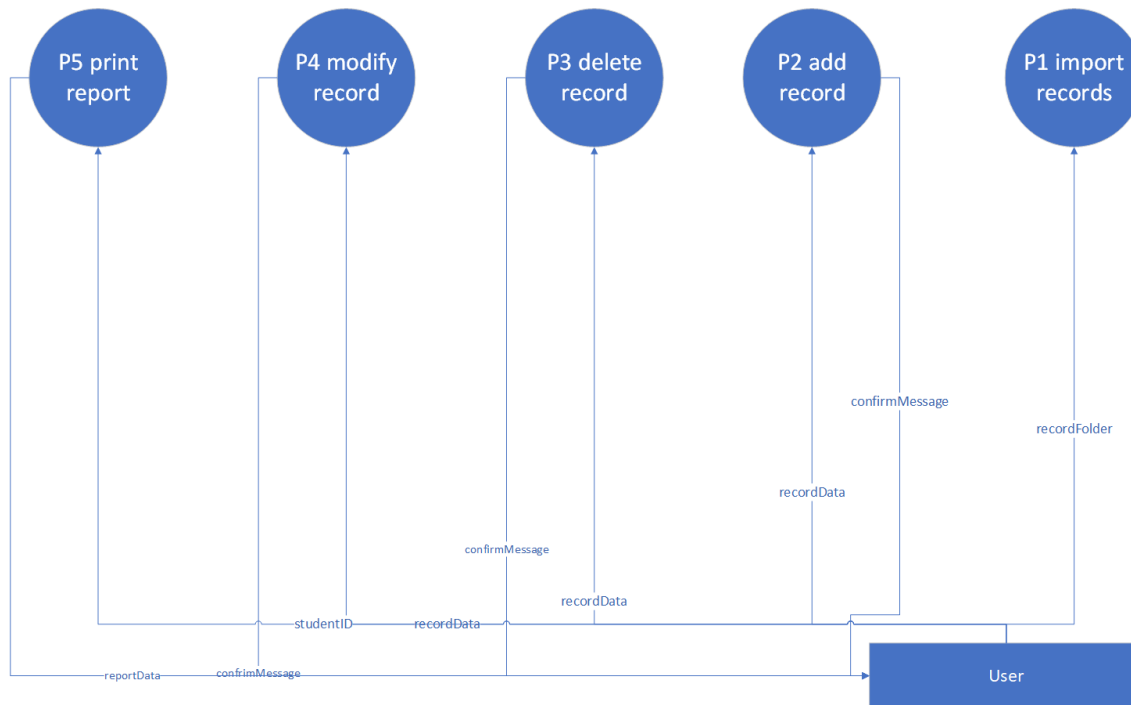 P5 print
report
P4 modify
record
P3 delete
record
P2 add
record
P1 import
records
confirmMessage
recordFolder
recordData
confirmMessage
recordData
studentID
recordData
reportData
confrimMessage
User